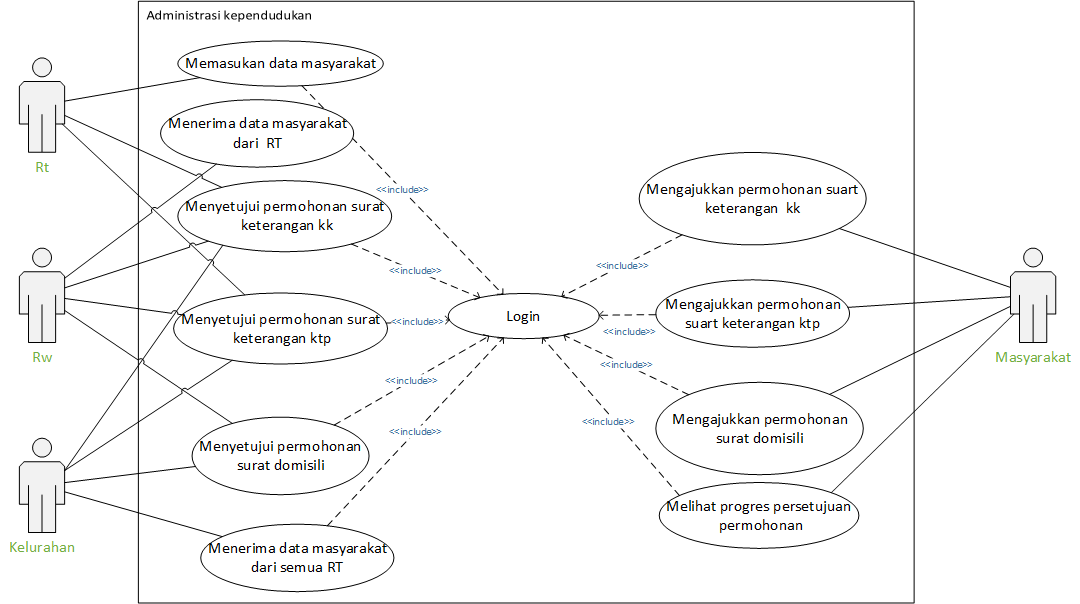 Administrasi kependudukan
Memasukan data masyarakat
Menerima data masyarakat
dari RT
Menyetujui permohonan surat
keterangan kk
Menyetujui permohonan surat
keterangan ktp
Menyetujui permohonan
surat domisili
Menerima data masyarakat
dari semua RT
Rt
Rw
Kelurahan
<<include>>
<<include>>
<<include>>
<<include>>
<<include>>
Login
<<include>>
<<include>>
<<include>>
<<include>>
Mengajukkan permohonan suart
keterangan kk
Mengajukkan permohonan
suart keterangan ktp
Mengajukkan permohonan
surat domisili
Melihat progres persetujuan
permohonan
Masyarakat